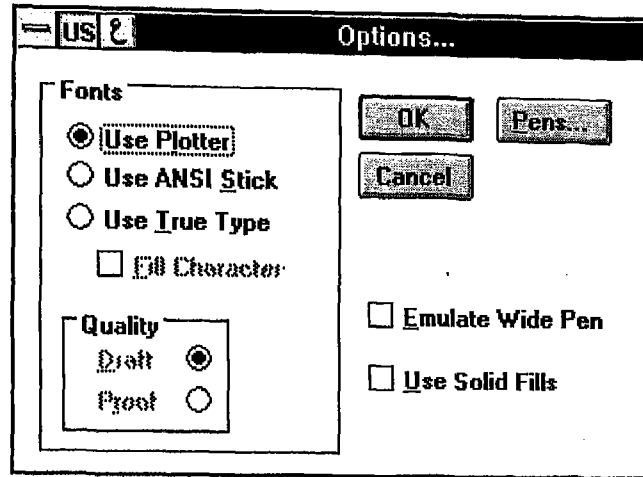 US Options...
Fonts
Use Plotter
Use ANSI Stick
Use True Type
Fill Character
Quality
Draft
Proof
OK
Pens...
Cancel
Emulate Wide Pen
Use Solid Fills